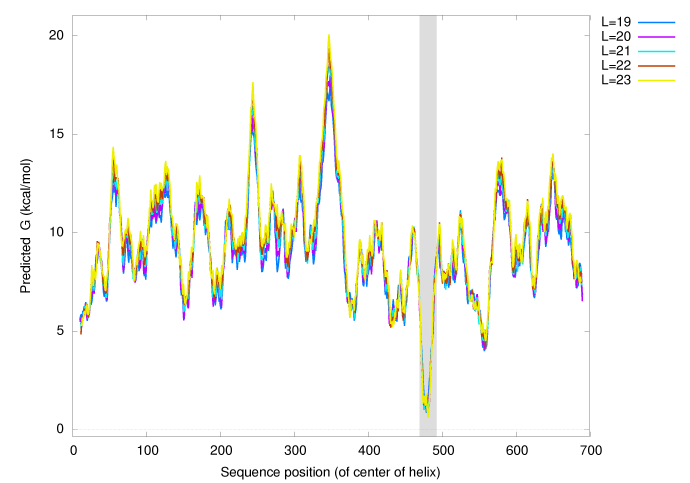 L=19
L=20
L=21
L=22
L=23
20
15
10
5
0
Predicted G (kcal/mol)
0 100 200 300 400 500 600 700
Sequence position (of center of helix)